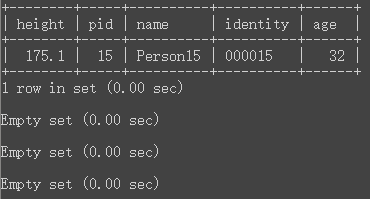 +--------+-----+----------+----------+------+
| height | pid | name     | identity | age  |
+--------+-----+----------+----------+------+
|  175.1 |  15 | Person15 | 000015   |   32 |
+--------+-----+----------+----------+------+
1 row in set (0.00 sec)
Empty set (0.00 sec)
Empty set (0.00 sec)
Empty set (0.00 sec)